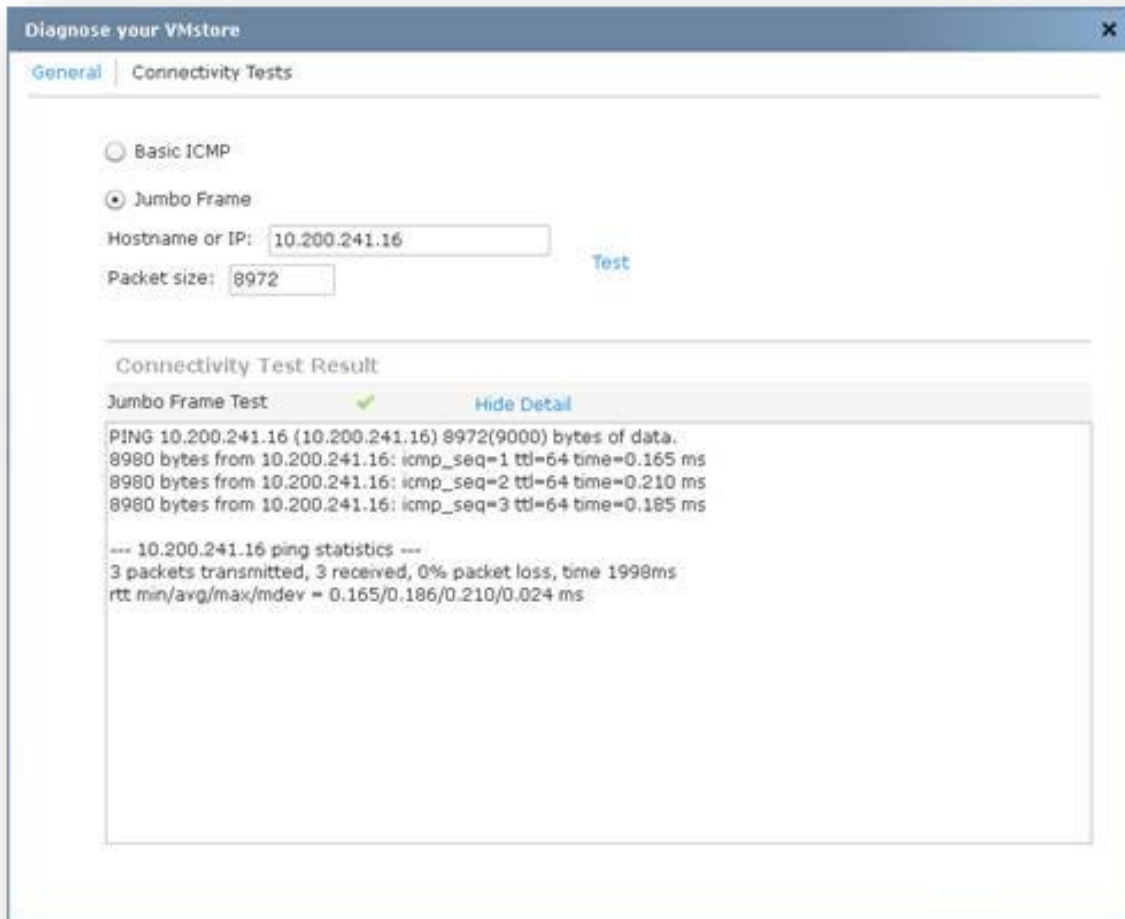 Diagnose your VMstore
General Connectivity Tests
Basic ICMP
Jumbo Frame
Hostname or IP: 10.200.241.16
Test
Packet size: 8972
Connectivity Test Result
Jumbo Frame Test Hide Detail
PING 10.200.241.16 (10.200.241.16) 8972(9000) bytes of data.
8980 bytes from 10.200.241.16: icmp_seq=1 ttl=64 time=0.165 ms
8980 bytes from 10.200.241.16: icmp_seq=2 ttl=64 time=0.210 ms
8980 bytes from 10.200.241.16: icmp_seq=3 ttl=64 time=0.185 ms
--- 10.200.241.16 ping statistics ---
3 packets transmitted, 3 received, 0% packet loss, time 1998ms
rtt min/avg/max/mdev = 0.165/0.186/0.210/0.024 ms